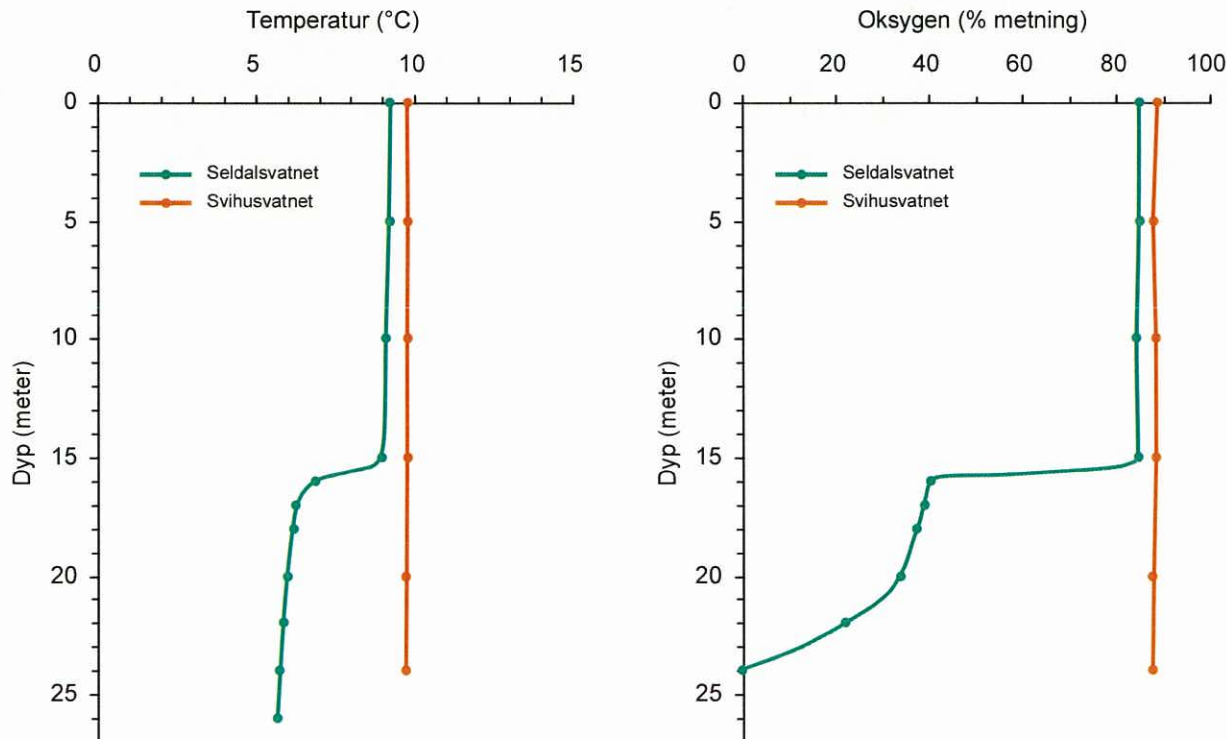 Temperatur (°C)
0 5 10 15
0
5
10
15
20
25
Dyp (meter)
Seldalsvatnet
Svihusvatnet
Oksygen (% metning)
0 20 40 60 80 100
0
5
10
15
20
25
Dyp (meter)
Seldalsvatnet
Svihusvatnet